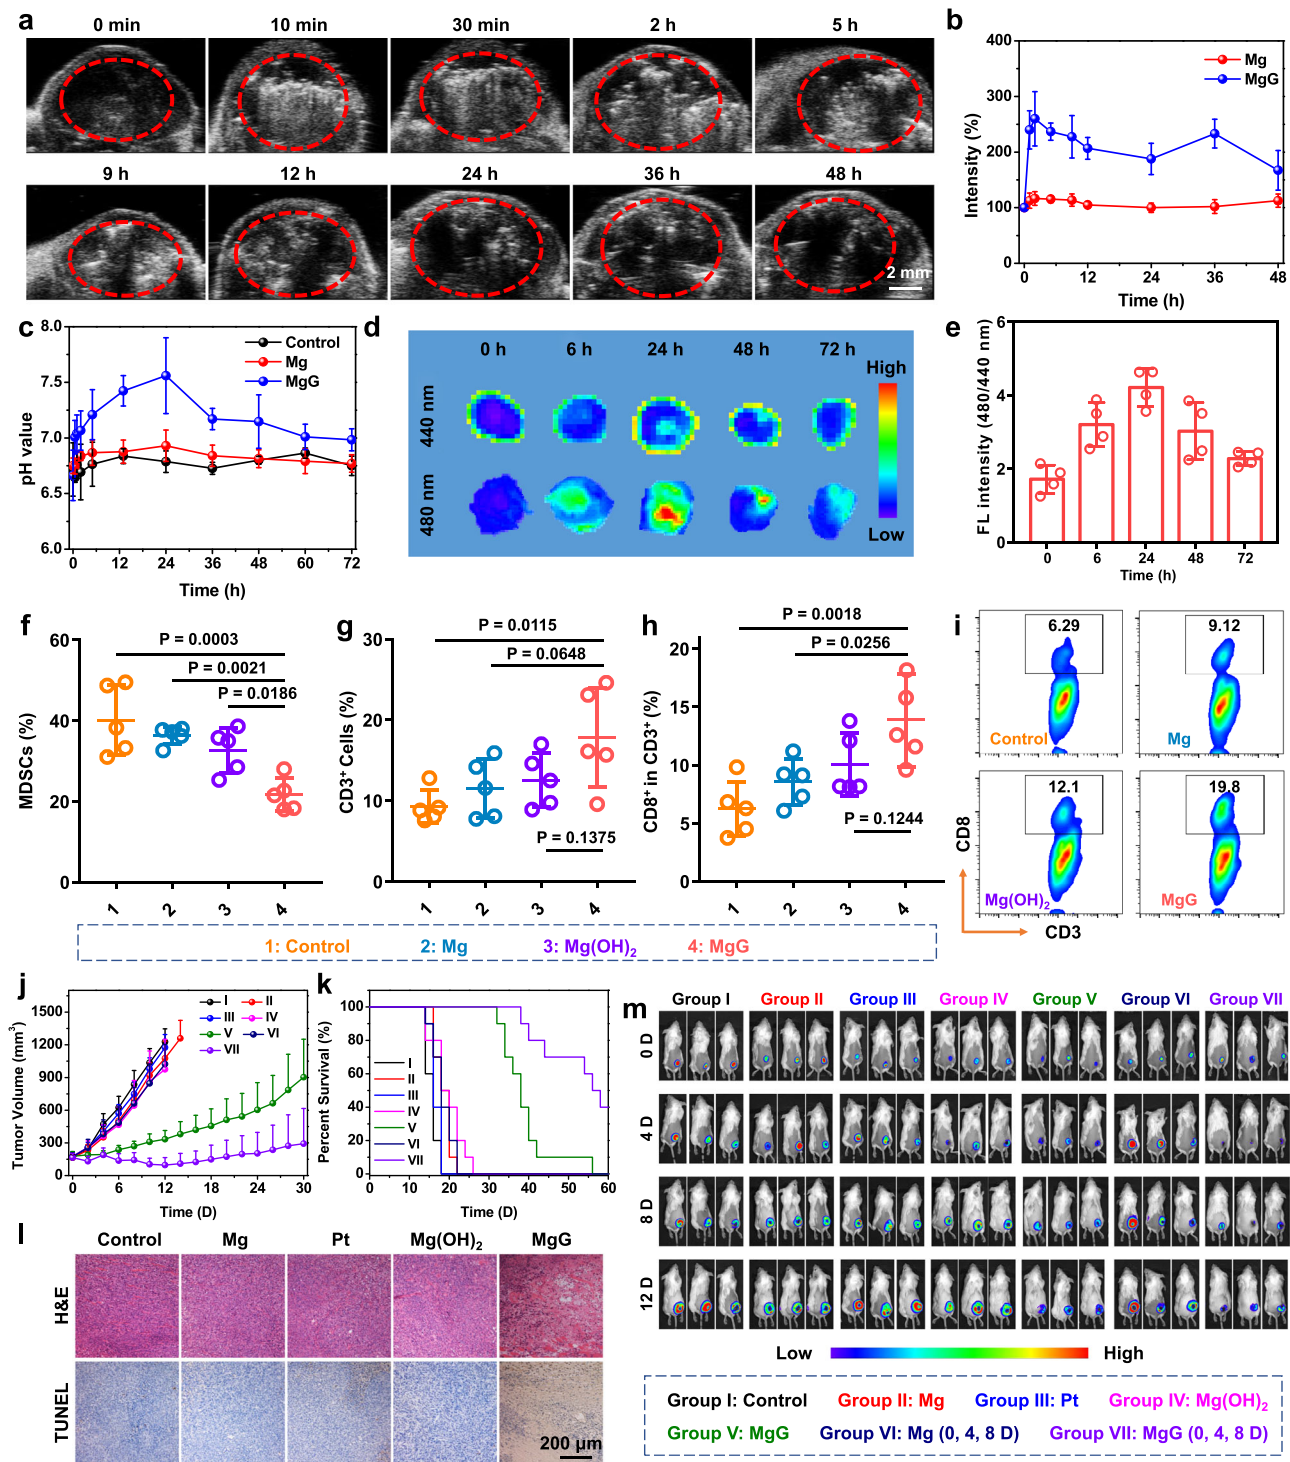 a
0 min 10 min 30 min 2 h 5 h
9 h 12 h 24 h 36 h 48 h
2 mm
b
400
300
200
100
0
Intensity (%)
Mg
MgG
0 12 24 36 48
Time (h)
c
8.0
7.5
7.0
6.5
6.0
pH value
Control
Mg
MgG
0 12 24 36 48 60 72
Time (h)
d
0 h 6 h 24 h 48 h 72 h
440 nm
480 nm
High
Low
e
6
4
2
0
FL intensity (480/440 nm)
0 6 24 48 72
Time (h)
f
60
40
20
0
MDSCs (%)
P = 0.0003
P = 0.0021
P = 0.0186
1 2 3 4
g
30
20
10
0
CD3⁺ Cells (%)
P = 0.0115
P = 0.0648
P = 0.1375
1 2 3 4
h
20
15
10
5
0
CD8⁺ in CD3⁺ (%)
P = 0.0018
P = 0.0256
P = 0.1244
1 2 3 4
1: Control 2: Mg 3: Mg(OH)₂ 4: MgG
i
6.29
Control
9.12
Mg
12.1
Mg(OH)₂
19.8
MgG
CD8
CD3
j
1500
1200
900
600
300
0
Tumor Volume (mm³)
I II
III IV
V VI
VII
0 6 12 18 24 30
Time (D)
k
100
80
60
40
20
0
Percent Survival (%)
I
II
III
IV
V
VI
VII
0 10 20 30 40 50 60
Time (D)
l
Control Mg Pt Mg(OH)₂ MgG
H&E
TUNEL
200 μm
m
Group I Group II Group III Group IV Group V Group VI Group VII
0 D
4 D
8 D
12 D
Low High
Group I: Control Group II: Mg Group III: Pt Group IV: Mg(OH)₂
Group V: MgG Group VI: Mg (0, 4, 8 D) Group VII: MgG (0, 4, 8 D)